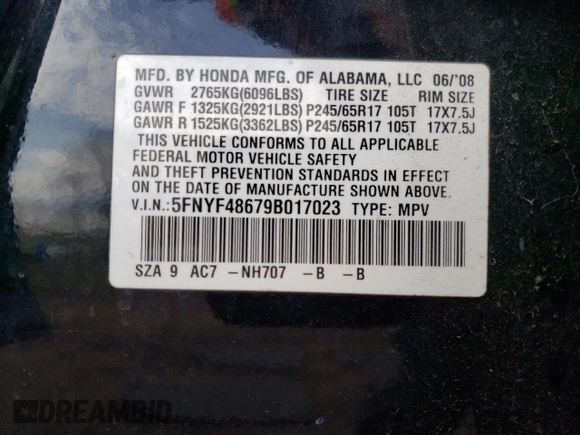 MFD. BY HONDA MFG. OF ALABAMA, LLC 06/'08
GVWR 2765KG(6096LBS) TIRE SIZE RIM SIZE
GAWR F 1325KG(2921LBS) P245/65R17 105T 17X7.5J
GAWR R 1525KG(3362LBS) P245/65R17 105T 17X7.5J
THIS VEHICLE CONFORMS TO ALL APPLICABLE
FEDERAL MOTOR VEHICLE SAFETY
AND THEFT PREVENTION STANDARDS IN EFFECT
ON THE DATE OF MANUFACTURE SHOWN ABOVE.
V.I.N.: 5FNYF48679B017023 TYPE: MPV
SZA 9 AC7 -NH707 -B -B
DREAMBID